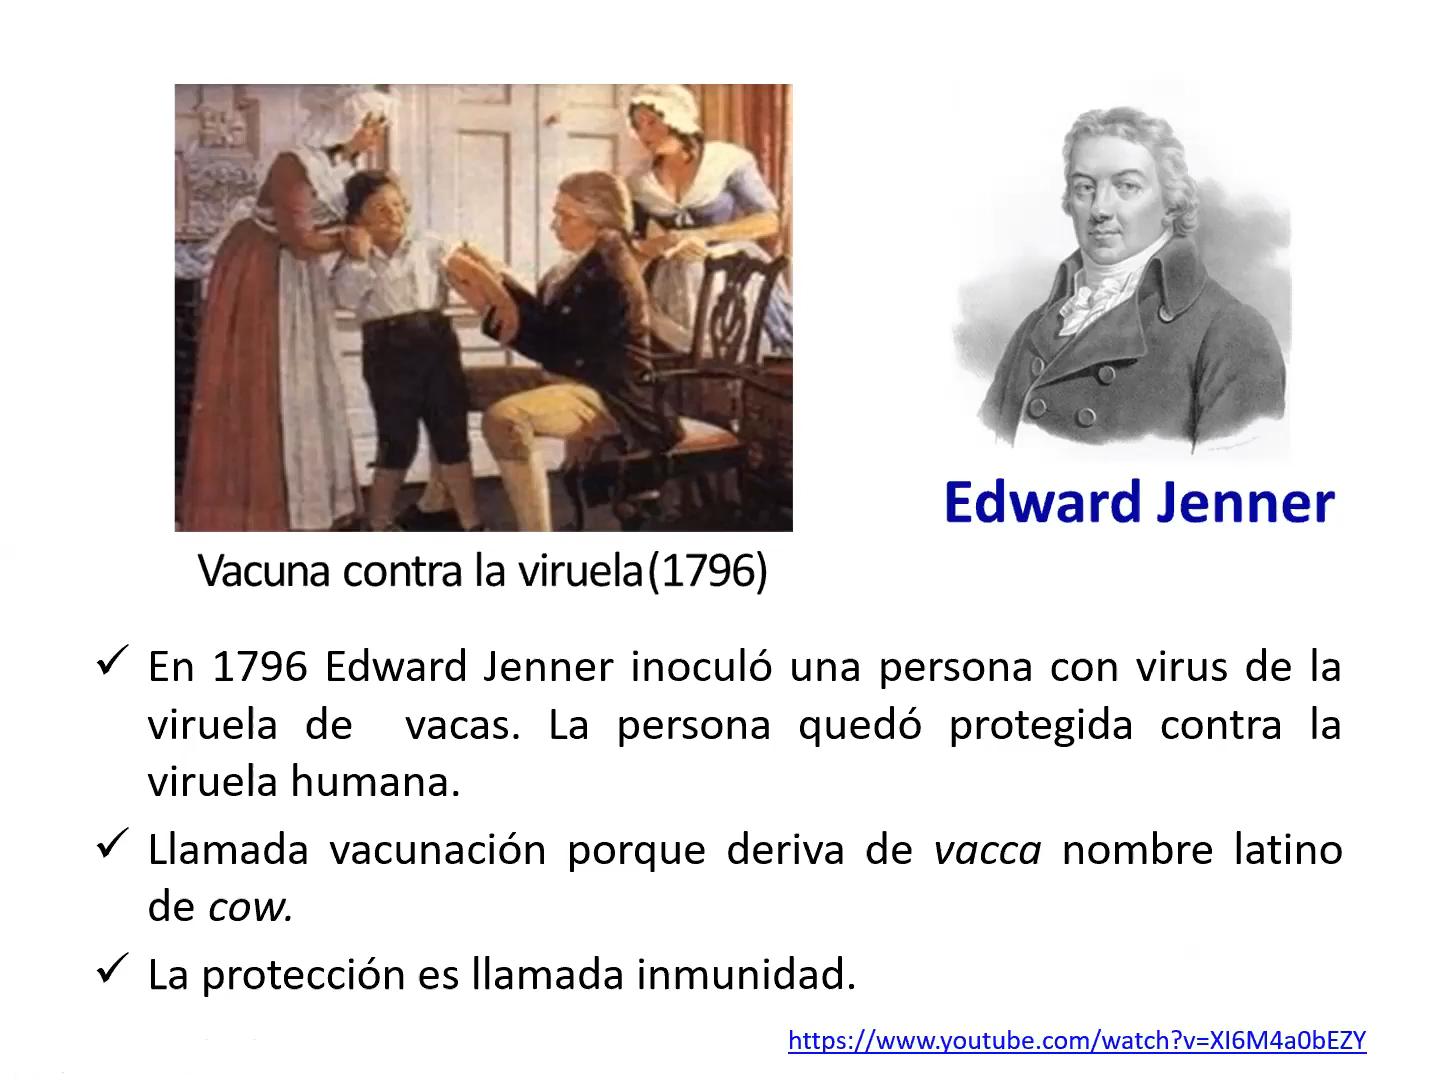 Edward Jenner
Vacuna contra la viruela(1796)
✓ En 1796 Edward Jenner inoculó una persona con virus de la
viruela de vacas. La persona quedó protegida contra la
viruela humana.
✓ Llamada vacunación porque deriva de vacca nombre latino
de cow.
✓ La protección es llamada inmunidad.
https://www.youtube.com/watch?v=XI6M4a0bEZY